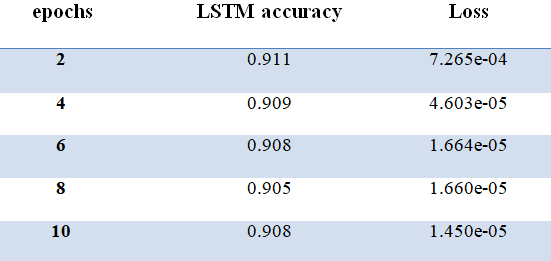 epochs LSTM accuracy Loss
2 0.911 7.265e-04
4 0.909 4.603e-05
6 0.908 1.664e-05
8 0.905 1.660e-05
10 0.908 1.450e-05